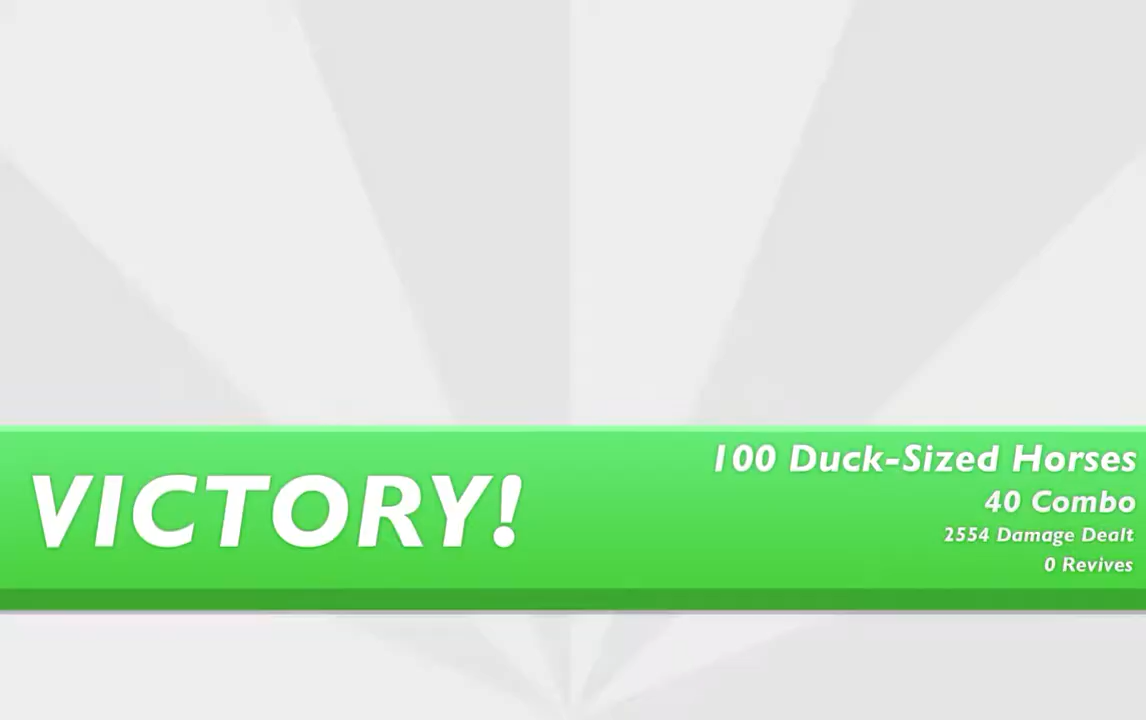 VICTORY!
100 Duck-Sized Horses
40 Combo
2554 Damage Dealt
0 Revives